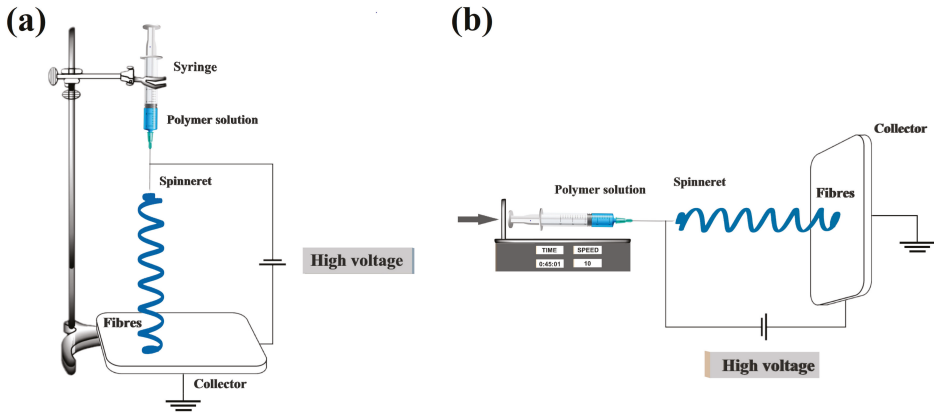 (a)
Syringe
Polymer solution
Spinneret
High voltage
Fibres
Collector
(b)
Collector
Polymer solution
Spinneret
Fibres
TIME SPEED
0:45:01 10
High voltage